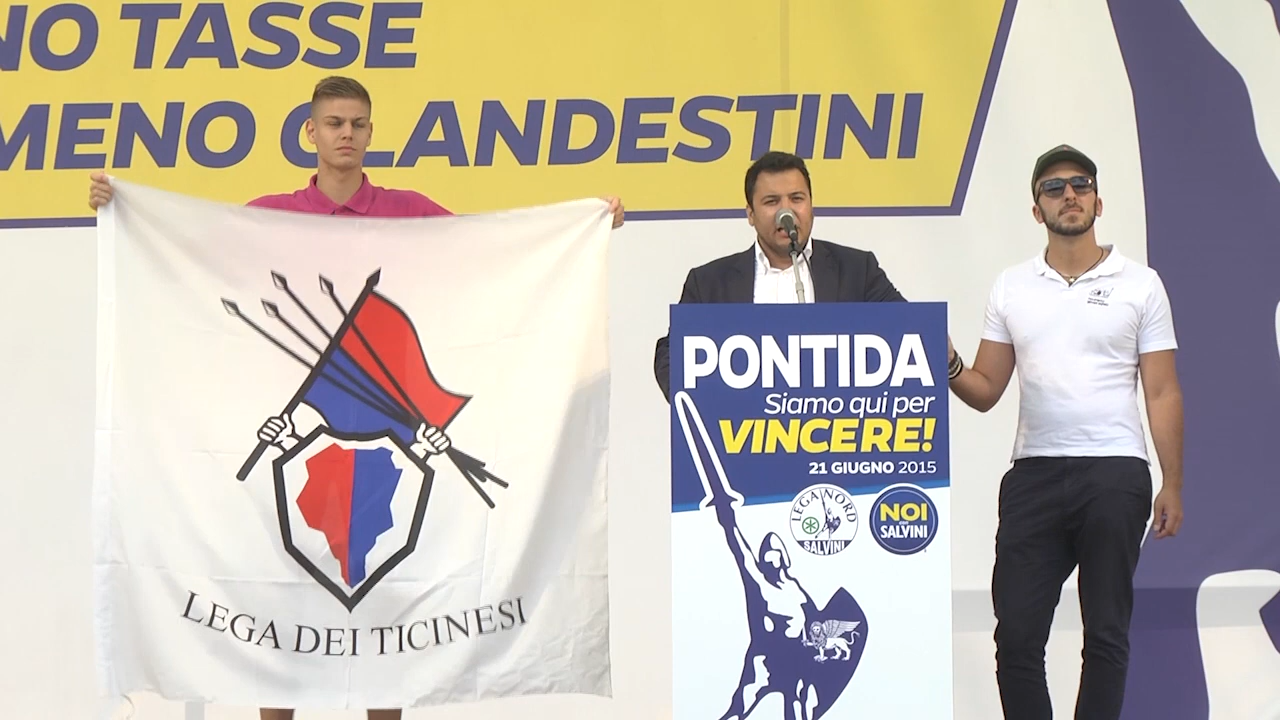 NO TASSE
MENO CLANDESTINI
PONTIDA
Siamo qui per
VINCERE!
21 GIUGNO 2015
LEGA NORD
SALVINI
NOI
CON
SALVINI
LEGA DEI TICINESI